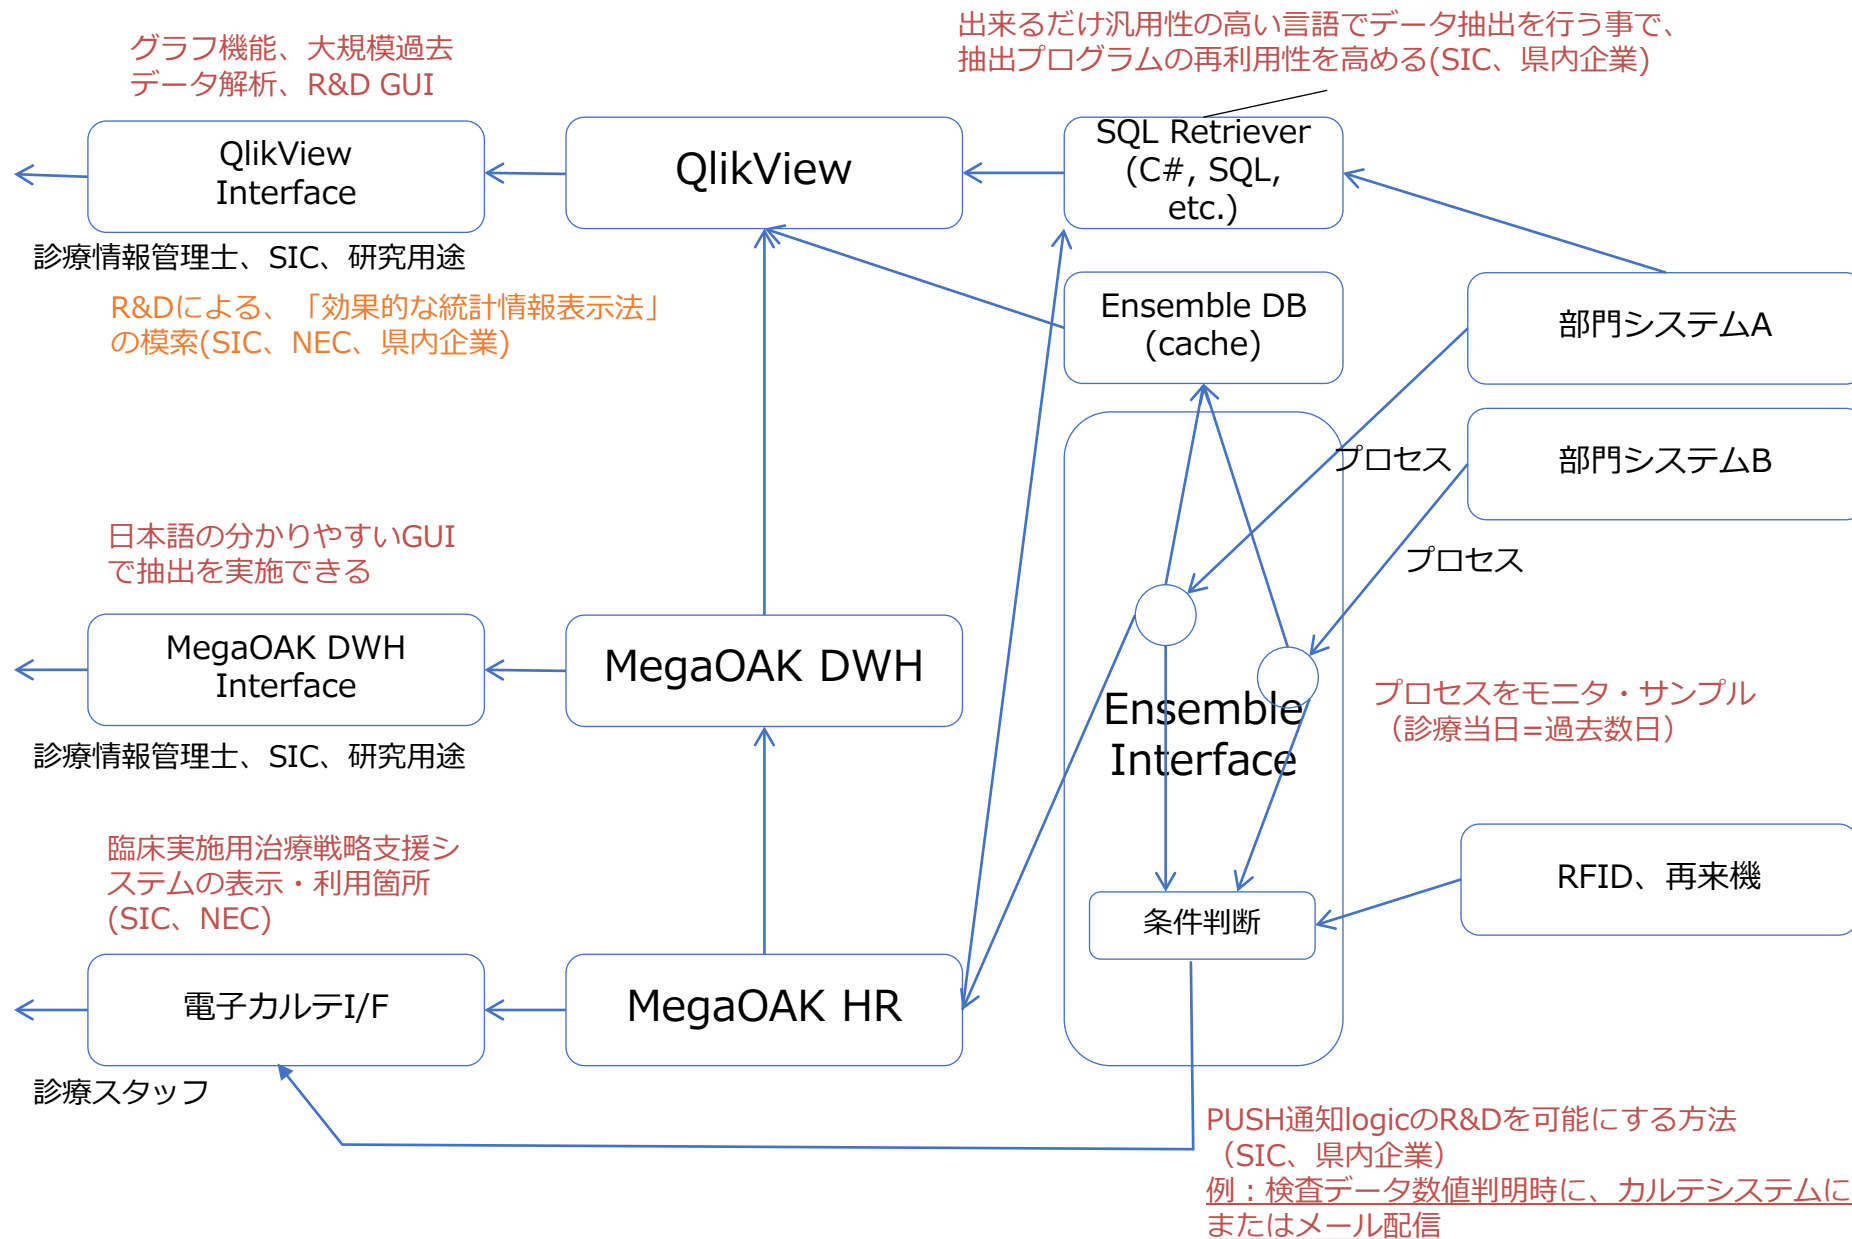 出来るだけ汎用性の高い言語でデータ抽出を行う事で、
抽出プログラムの再利用性を高める(SIC、県内企業)
グラフ機能、大規模過去
データ解析、R&D GUI
QlikView
Interface
QlikView
SQL Retriever
(C#, SQL,
etc.)
診療情報管理士、SIC、研究用途
R&Dによる、「効果的な統計情報表示法」
の模索(SIC、NEC、県内企業)
Ensemble DB
(cache)
部門システムA
プロセス
部門システムB
プロセス
日本語の分かりやすいGUI
で抽出を実施できる
MegaOAK DWH
Interface
MegaOAK DWH
Ensemble
Interface
プロセスをモニタ・サンプル
（診療当日=過去数日）
診療情報管理士、SIC、研究用途
臨床実施用治療戦略支援シ
ステムの表示・利用箇所
(SIC、NEC)
RFID、再来機
条件判断
電子カルテI/F
MegaOAK HR
診療スタッフ
PUSH通知logicのR&Dを可能にする方法
（SIC、県内企業）
例：検査データ数値判明時に、カルテシステムに
またはメール配信